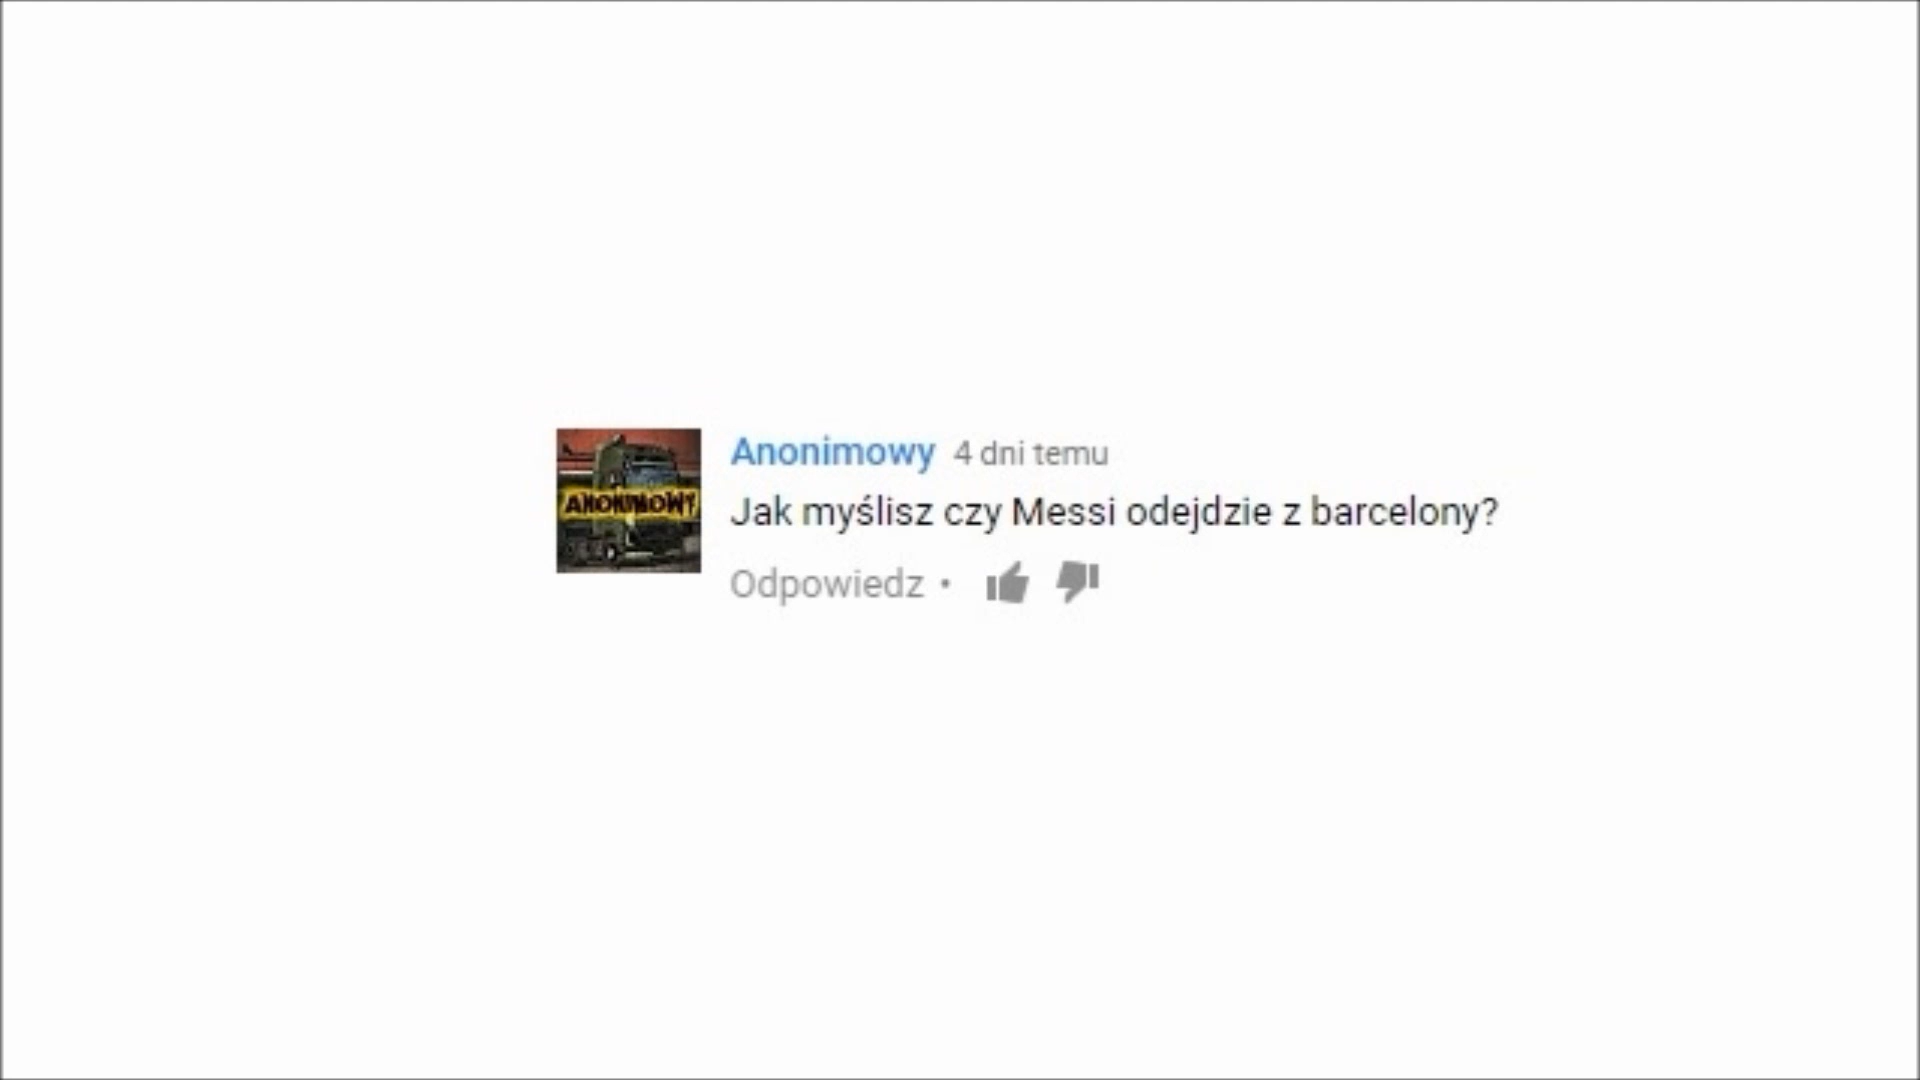 Anonimowy 4 dni temu
ANONIMOWY
Jak myślisz czy Messi odejdzie z barcelony?
Odpowiedz •